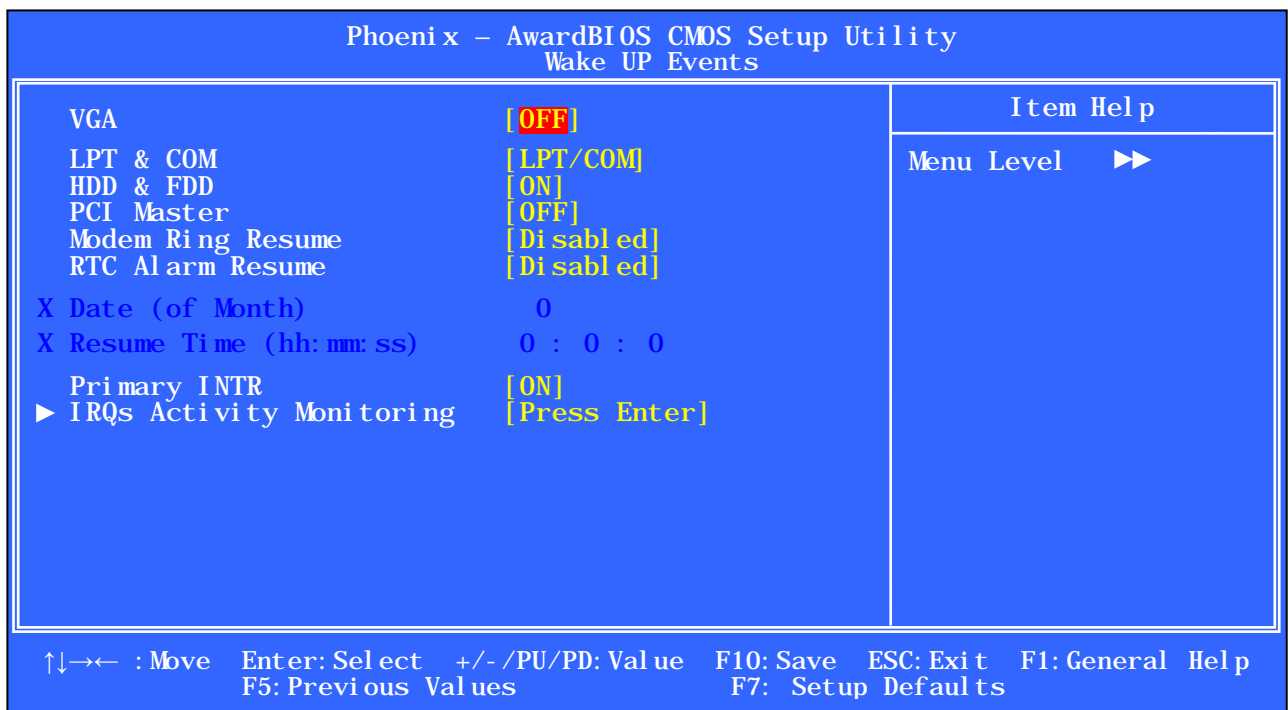 Phoenix – AwardBIOS CMOS Setup Utility
Wake UP Events
VGA [OFF]
LPT & COM [LPT/COM]
HDD & FDD [ON]
PCI Master [OFF]
Modem Ring Resume [Disabled]
RTC Alarm Resume [Disabled]
X Date (of Month) 0
X Resume Time (hh:mm:ss) 0 : 0 : 0
Primary INTR [ON]
► IRQs Activity Monitoring [Press Enter]
Item Help
Menu Level ►►
↑↓→← :Move Enter:Select +/-/PU/PD:Value F10:Save ESC:Exit F1:General Help
F5:Previous Values F7: Setup Defaults